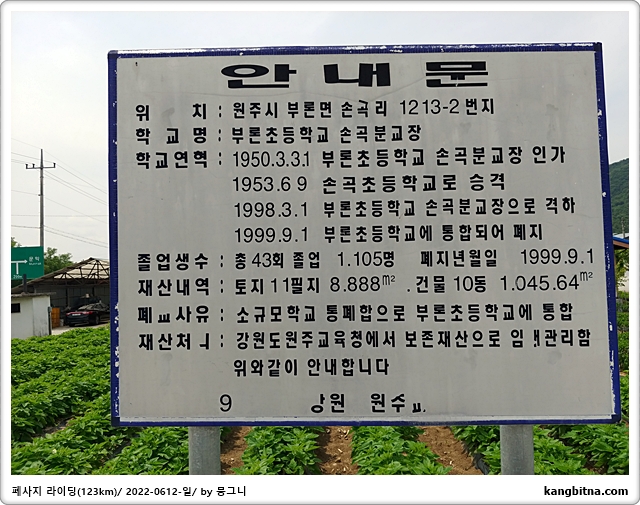 안내문
위 치 : 원주시 부론면 손곡리 1213-2번지
학 교 명 : 부론초등학교 손곡분교장
학교연혁 : 1950.3.31 부론초등학교 손곡분교장 인가
1953.6 9 손곡초등학교로 승격
1998.3.1 부론초등학교 손곡분교장으로 격하
1999.9.1 부론초등학교에 통합되어 폐지
졸업생수 : 총 43회 졸업 1.105명 폐지년월일 1999.9.1
재산내역 : 토지 11필지 8.888m² . 건물 10동 1.045.64m²
폐교사유 : 소규모학교 통폐합으로 부론초등학교에 통합
강원도원주교육청에서 보존재산으로
위와같이 안내합니다
9 강원 원주
페사지 라이딩(123km)/ 2022-0612-일/ by 뭉그니
kangbitna.com